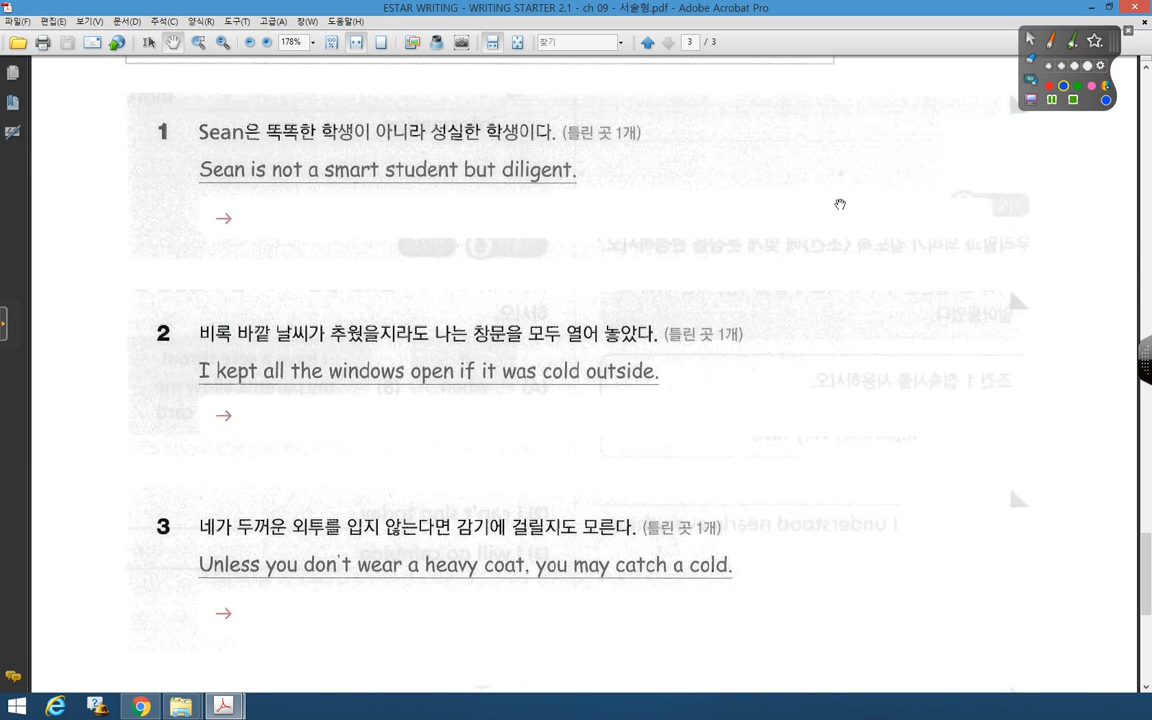 ESTAR WRITING - WRITING STARTER 2.1 - ch 09 - 서술형.pdf - Adobe Acrobat Pro
파일(F) 편집(E) 보기(V) 문서(D) 주석(C) 양식(R) 도구(T) 고급(A) 창(W) 도움말(H)
178% 찾기 3 / 3
1 Sean은 똑똑한 학생이 아니라 성실한 학생이다. (틀린 곳 1개)
Sean is not a smart student but diligent.
→
2 비록 바깥 날씨가 추웠을지라도 나는 창문을 모두 열어 놓았다. (틀린 곳 1개)
I kept all the windows open if it was cold outside.
→
3 네가 두꺼운 외투를 입지 않는다면 감기에 걸릴지도 모른다. (틀린 곳 1개)
Unless you don't wear a heavy coat, you may catch a cold.
→